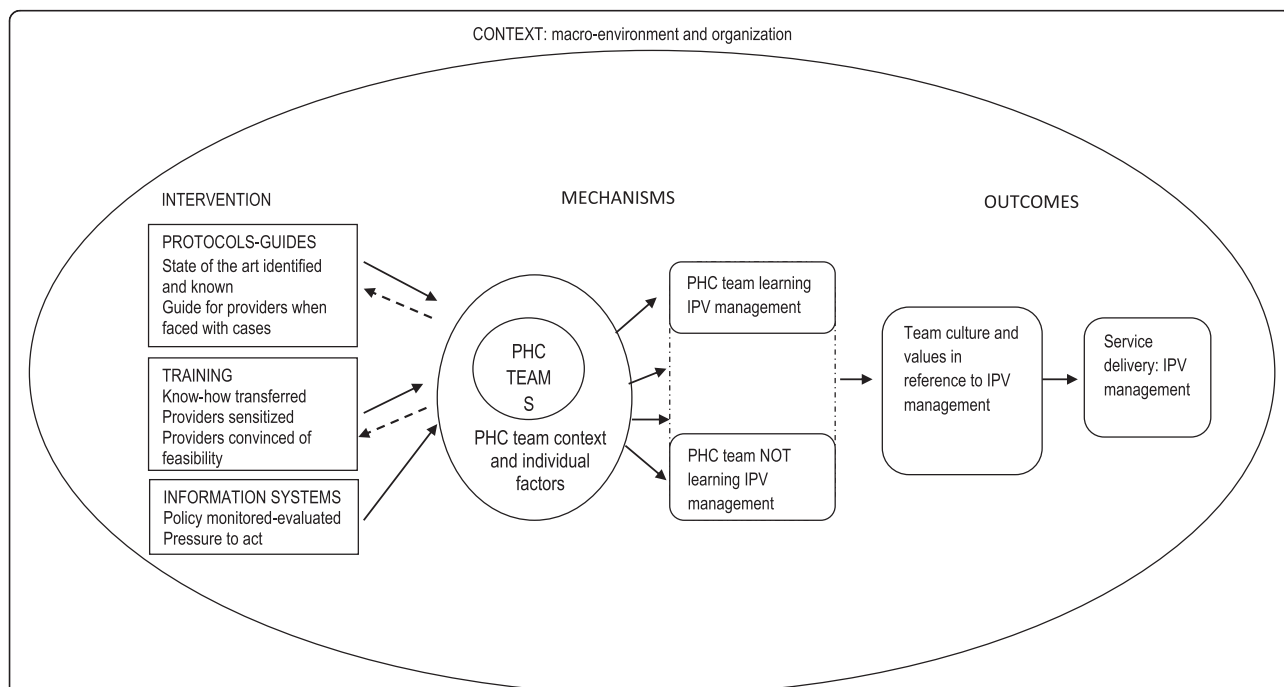 CONTEXT: macro-environment and organization
INTERVENTION
MECHANISMS
OUTCOMES
PROTOCOLS-GUIDES
State of the art identified
and known
Guide for providers when
faced with cases
TRAINING
Know-how transferred
Providers sensitized
Providers convinced of
feasibility
INFORMATION SYSTEMS
Policy monitored-evaluated
Pressure to act
PHC
TEAM
S
PHC team context
and individual
factors
PHC team learning
IPV management
PHC team NOT
learning IPV
management
Team culture and
values in
reference to IPV
management
Service
delivery: IPV
management